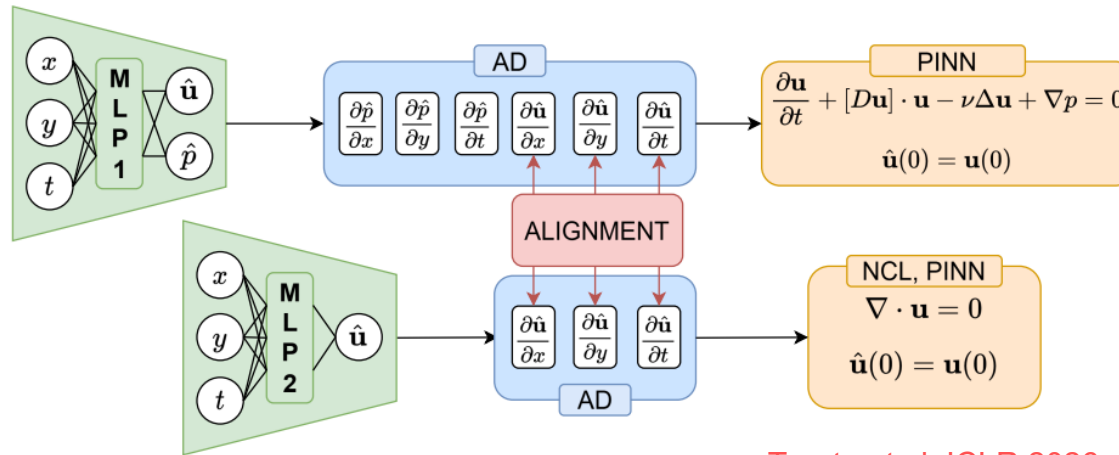 x
y
t
M
L
P
1
û
p̂
AD
∂p̂/∂x ∂p̂/∂y ∂p̂/∂t ∂û/∂x ∂û/∂y ∂û/∂t
PINN
∂u/∂t + [Du] · u − νΔu + ∇p = 0
û(0) = u(0)
ALIGNMENT
x
y
t
M
L
P
2
û
∂û/∂x ∂û/∂y ∂û/∂t
AD
NCL, PINN
∇ · u = 0
û(0) = u(0)